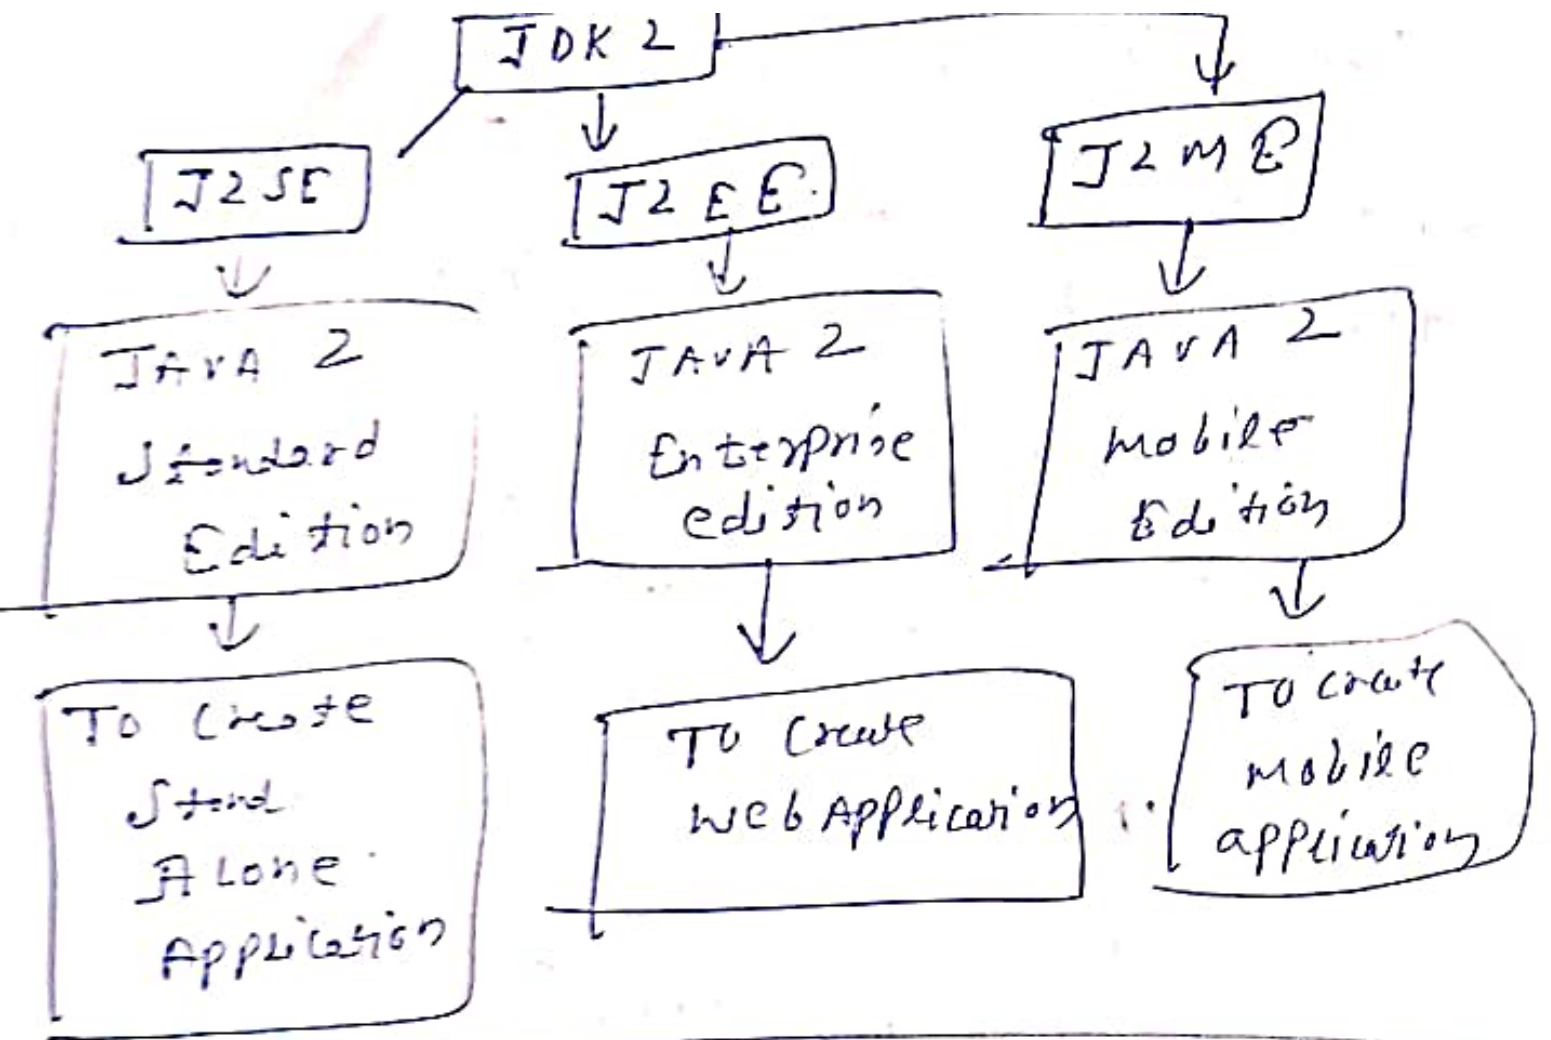 JDK 2
J2SE
J2EE
J2ME
JAVA 2
Standard
Edition
JAVA 2
Enterprise
edition
JAVA 2
Mobile
Edition
To Create
Stand
Alone
Application
To Create
Web Application
To Create
Mobile
application